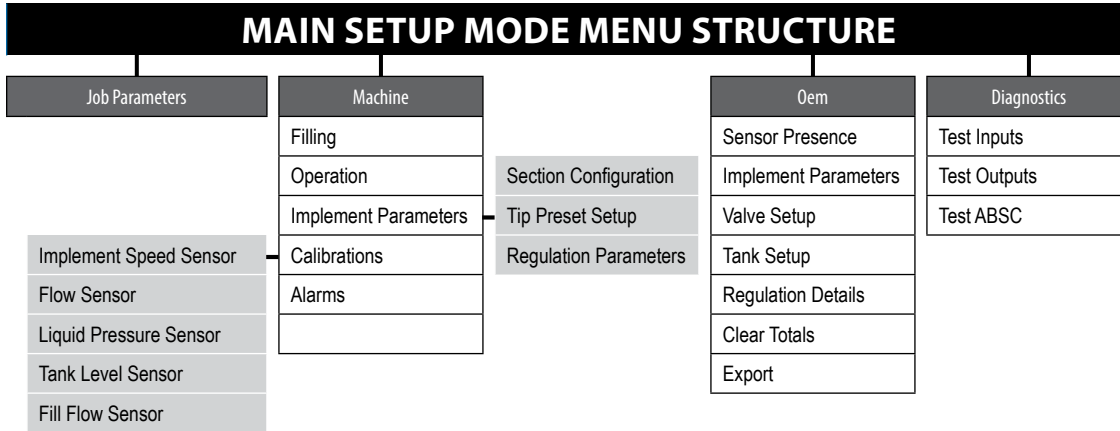 MAIN SETUP MODE MENU STRUCTURE
Job Parameters
Machine
Filling
Operation
Implement Parameters
Calibrations
Alarms
Section Configuration
Tip Preset Setup
Regulation Parameters
Implement Speed Sensor
Flow Sensor
Liquid Pressure Sensor
Tank Level Sensor
Fill Flow Sensor
Oem
Sensor Presence
Implement Parameters
Valve Setup
Tank Setup
Regulation Details
Clear Totals
Export
Diagnostics
Test Inputs
Test Outputs
Test ABSC